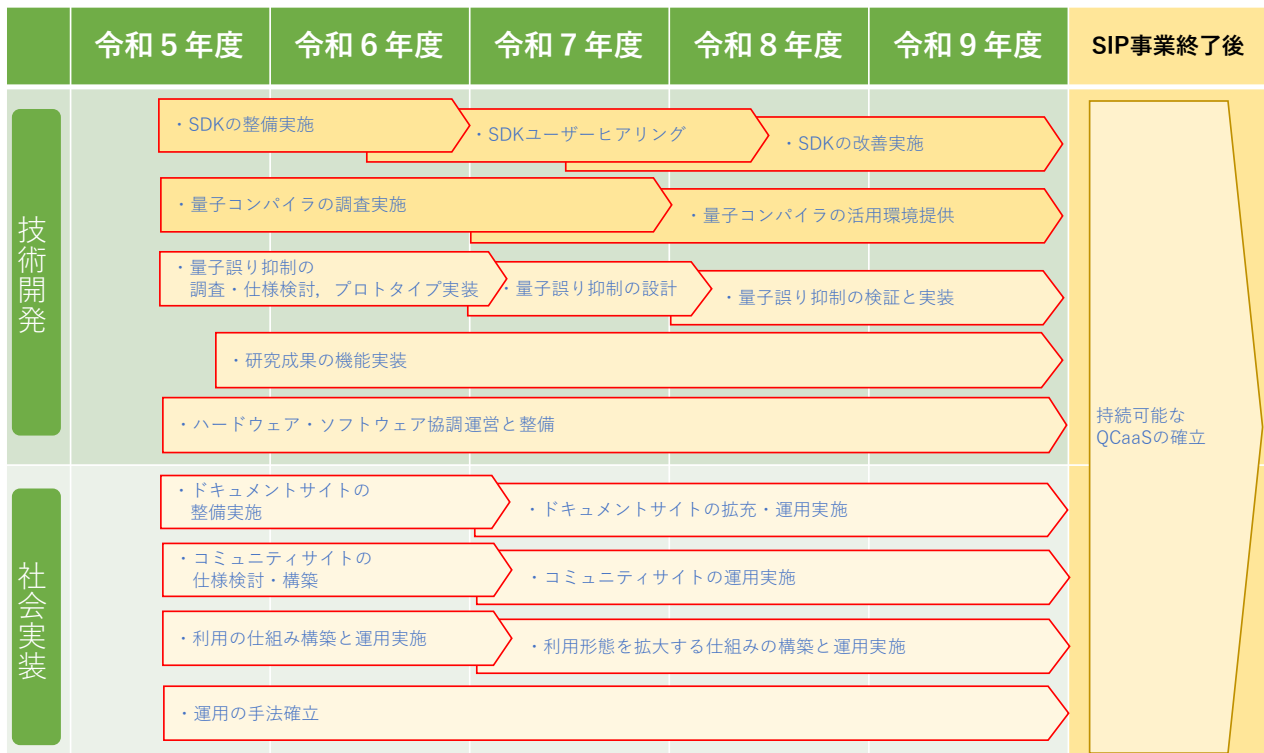 令和５年度
令和６年度
令和７年度
令和８年度
令和９年度
SIP事業終了後
技術開発
・SDKの整備実施
・SDKユーザーヒアリング
・SDKの改善実施
・量子コンパイラの調査実施
・量子コンパイラの活用環境提供
・量子誤り抑制の
調査・仕様検討，プロトタイプ実装
・量子誤り抑制の設計
・量子誤り抑制の検証と実装
・研究成果の機能実装
・ハードウェア・ソフトウェア協調運営と整備
持続可能な
QCaaSの確立
社会実装
・ドキュメントサイトの
整備実施
・ドキュメントサイトの拡充・運用実施
・コミュニティサイトの
仕様検討・構築
・コミュニティサイトの運用実施
・利用の仕組み構築と運用実施
・利用形態を拡大する仕組みの構築と運用実施
・運用の手法確立